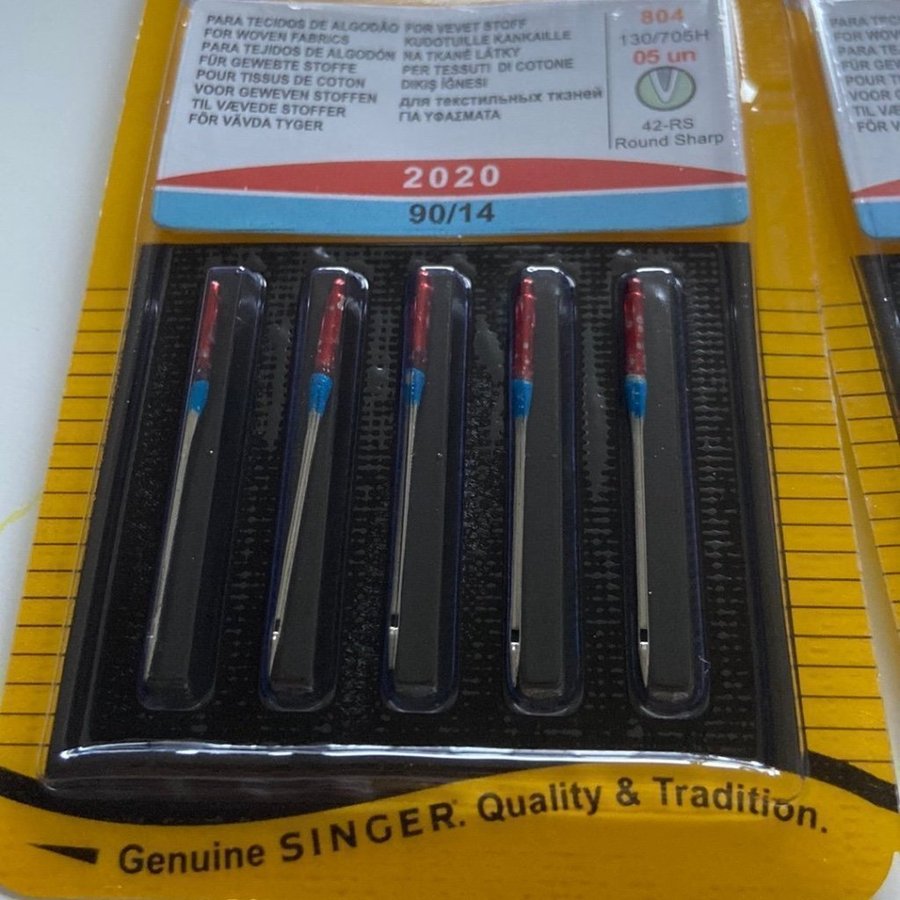 PARA TECIDOS DE ALGODÃO
FOR WOVEN FABRICS
PARA TEJIDOS DE ALGODÓN
FÜR GEWEBTE STOFFE
POUR TISSUS DE COTON
VOOR GEWEVEN STOFFEN
TIL VÆVEDE STOFFER
FÖR VÄVDA TYGER
FOR VEVET STOFF
KUDOTUILLE KANKAILLE
NA TKANÉ LÁTKY
PER TESSUTI DI COTONE
DIKIŞ İĞNESI
для текстильных тканей
ΓΙΑ ΥΦΑΣΜΑΤΑ
804
130/705H
05 un
42-RS
Round Sharp
2020
90/14
Genuine SINGER. Quality & Tradition.